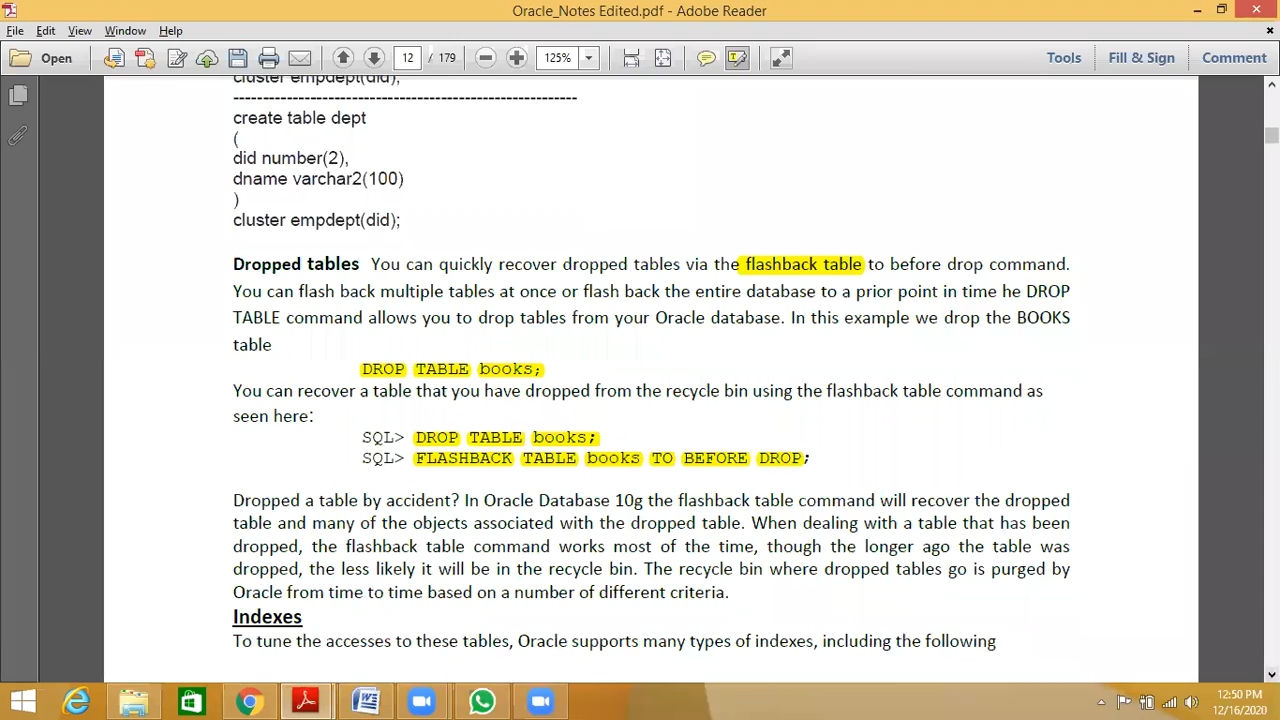 Oracle_Notes Edited.pdf - Adobe Reader
File Edit View Window Help
Open 12 / 179 125% Tools Fill & Sign Comment
cluster empdept(did);
---------------------------------------------------------
create table dept
(
did number(2),
dname varchar2(100)
)
cluster empdept(did);
Dropped tables You can quickly recover dropped tables via the flashback table to before drop command.
You can flash back multiple tables at once or flash back the entire database to a prior point in time he DROP
TABLE command allows you to drop tables from your Oracle database. In this example we drop the BOOKS
table
DROP TABLE books;
You can recover a table that you have dropped from the recycle bin using the flashback table command as
seen here:
SQL> DROP TABLE books;
SQL> FLASHBACK TABLE books TO BEFORE DROP;
Dropped a table by accident? In Oracle Database 10g the flashback table command will recover the dropped
table and many of the objects associated with the dropped table. When dealing with a table that has been
dropped, the flashback table command works most of the time, though the longer ago the table was
dropped, the less likely it will be in the recycle bin. The recycle bin where dropped tables go is purged by
Oracle from time to time based on a number of different criteria.
Indexes
To tune the accesses to these tables, Oracle supports many types of indexes, including the following
12:50 PM
12/16/2020